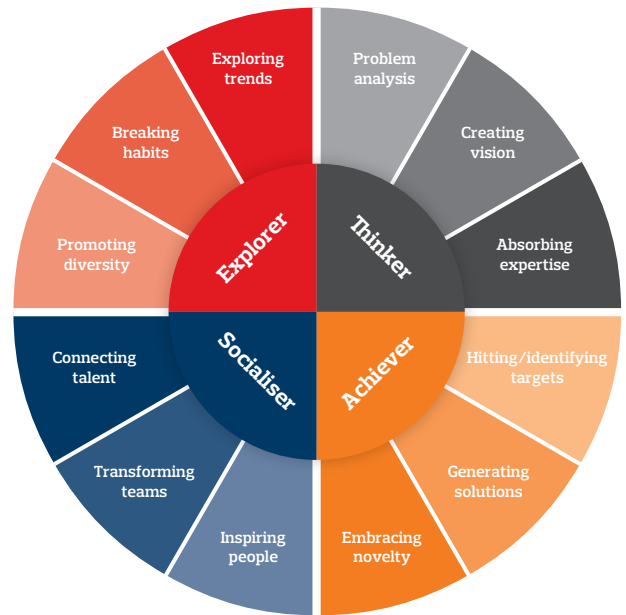 Exploring
trends
Problem
analysis
Breaking
habits
Creating
vision
Promoting
diversity
Absorbing
expertise
Explorer
Thinker
Socialiser
Achiever
Connecting
talent
Hitting/identifying
targets
Transforming
teams
Generating
solutions
Inspiring
people
Embracing
novelty